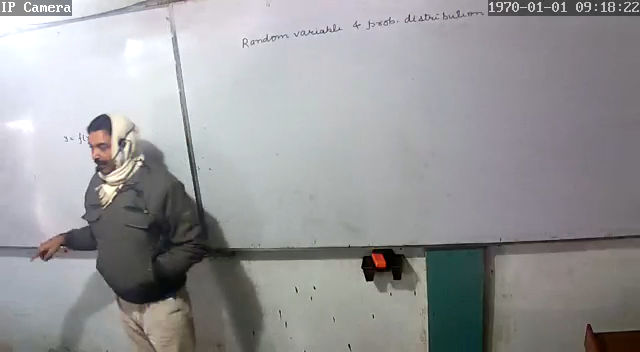 IP Camera
1970-01-01 09:18:22
Random variable & prob. distribution
y = f(